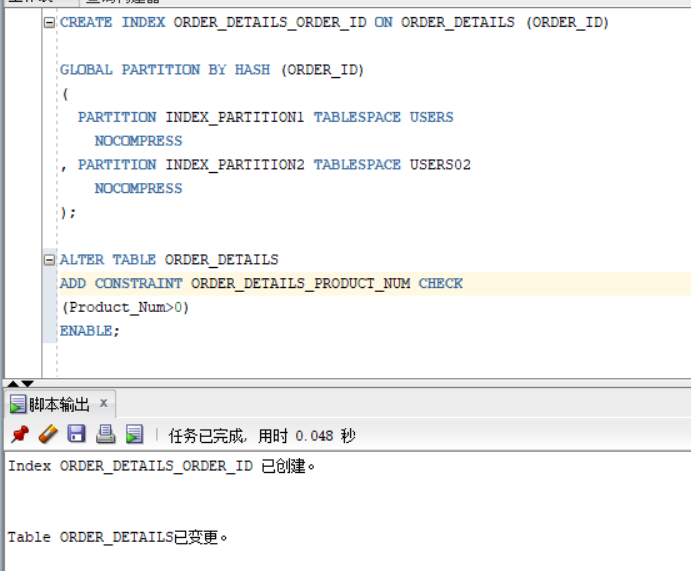 CREATE INDEX ORDER_DETAILS_ORDER_ID ON ORDER_DETAILS (ORDER_ID)
GLOBAL PARTITION BY HASH (ORDER_ID)
(
PARTITION INDEX_PARTITION1 TABLESPACE USERS
NOCOMPRESS
, PARTITION INDEX_PARTITION2 TABLESPACE USERS02
NOCOMPRESS
);
ALTER TABLE ORDER_DETAILS
ADD CONSTRAINT ORDER_DETAILS_PRODUCT_NUM CHECK
(Product_Num>0)
ENABLE;
脚本输出 x
任务已完成, 用时 0.048 秒
Index ORDER_DETAILS_ORDER_ID 已创建。
Table ORDER_DETAILS已变更。